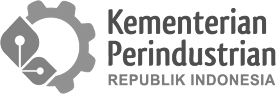 Kementerian
Perindustrian
REPUBLIK INDONESIA